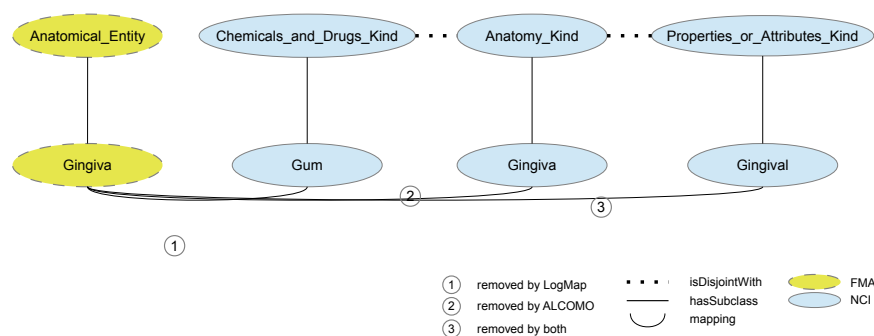 Anatomical_Entity Chemicals_and_Drugs_Kind Anatomy_Kind Properties_or_Attributes_Kind
Gingiva Gum Gingiva Gingival
2
3
1
1 removed by LogMap isDisjointWith FMA
2 removed by ALCOMO hasSubclass NCI
3 removed by both mapping